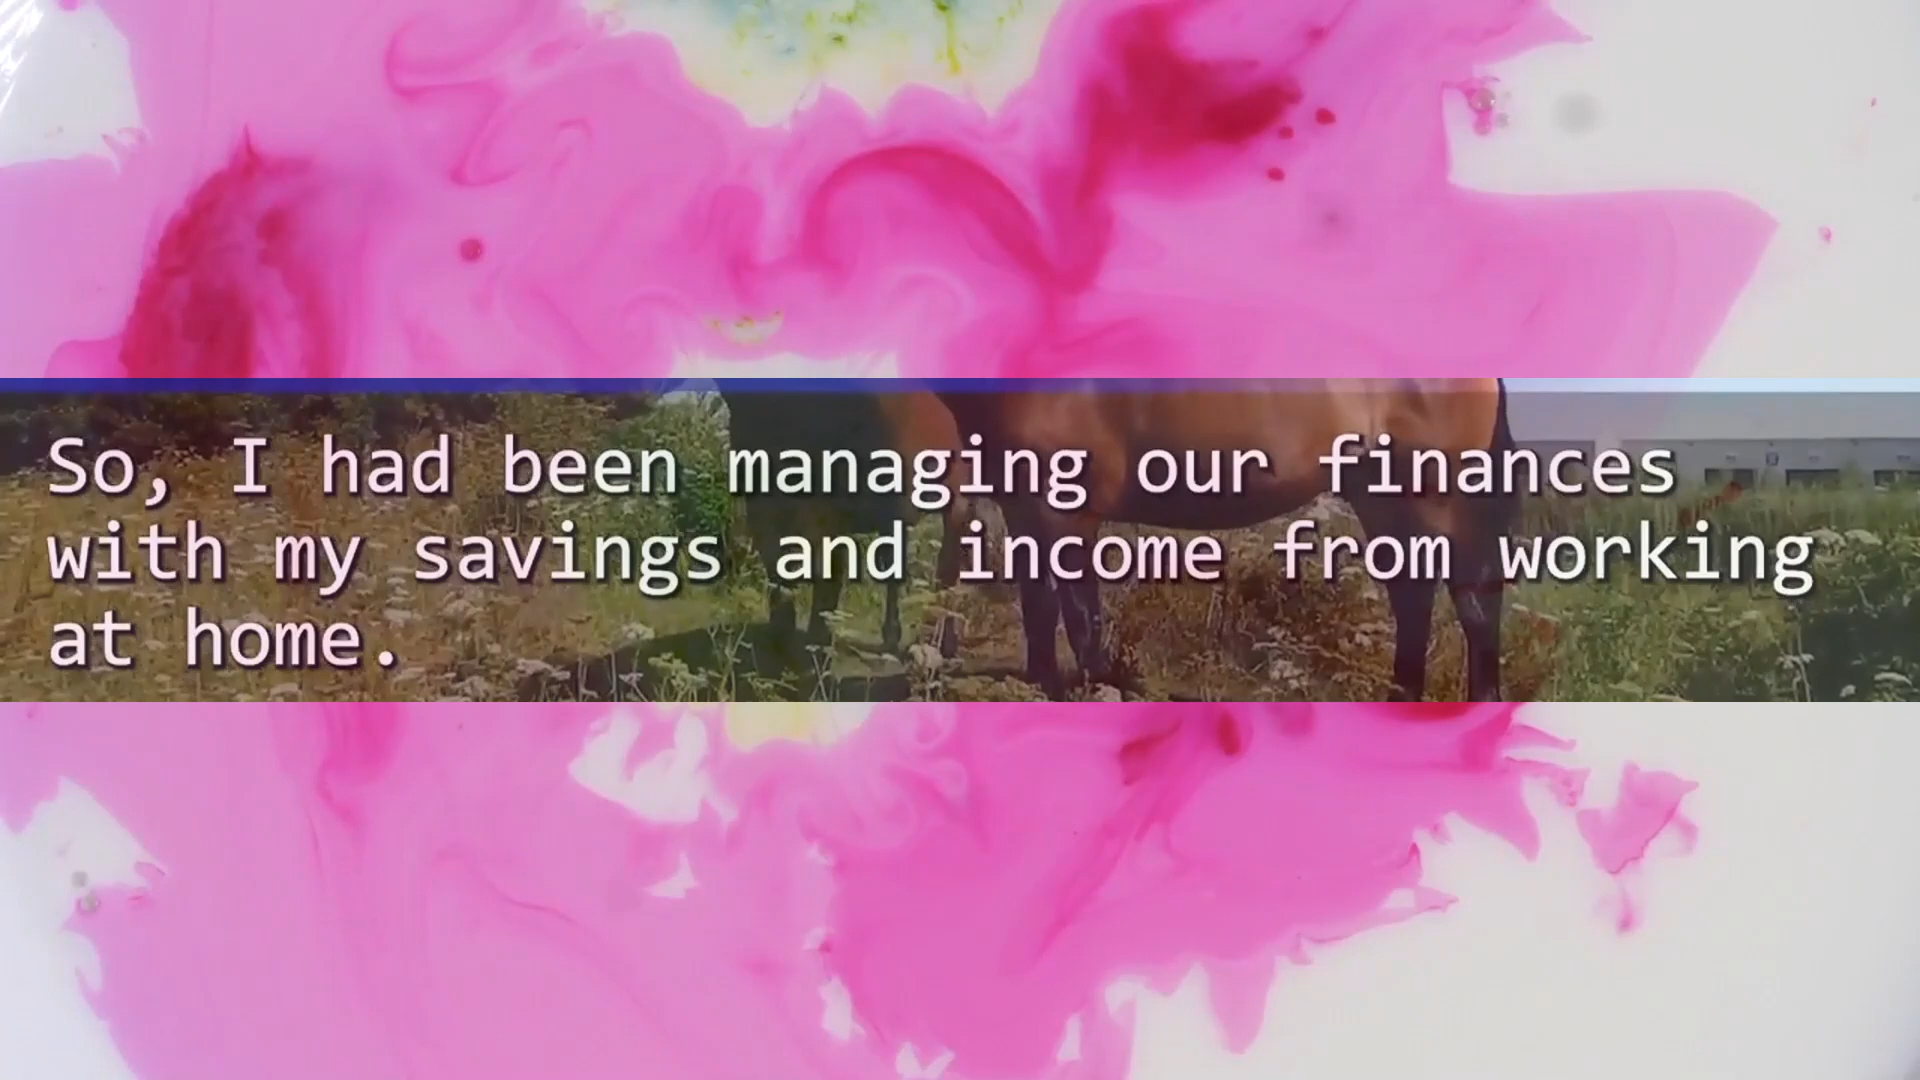 So, I had been managing our finances
with my savings and income from working
at home.